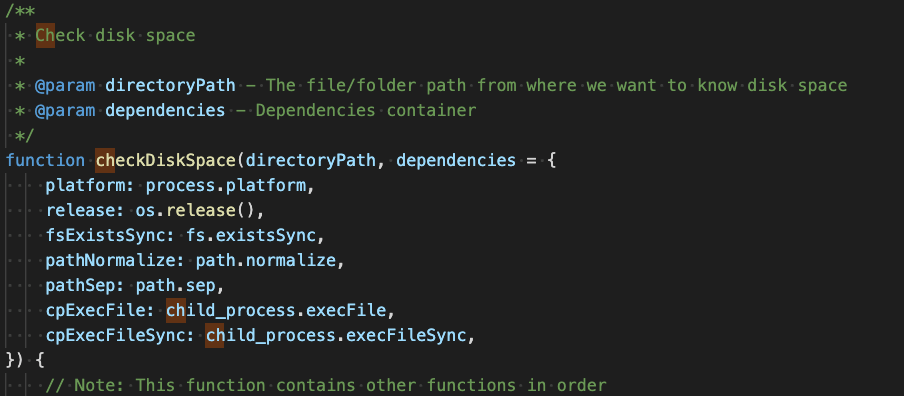 /**
 * Check disk space
 *
 * @param directoryPath - The file/folder path from where we want to know disk space
 * @param dependencies - Dependencies container
 */
function checkDiskSpace(directoryPath, dependencies = {
    platform: process.platform,
    release: os.release(),
    fsExistsSync: fs.existsSync,
    pathNormalize: path.normalize,
    pathSep: path.sep,
    cpExecFile: child_process.execFile,
    cpExecFileSync: child_process.execFileSync,
}) {
    // Note: This function contains other functions in order